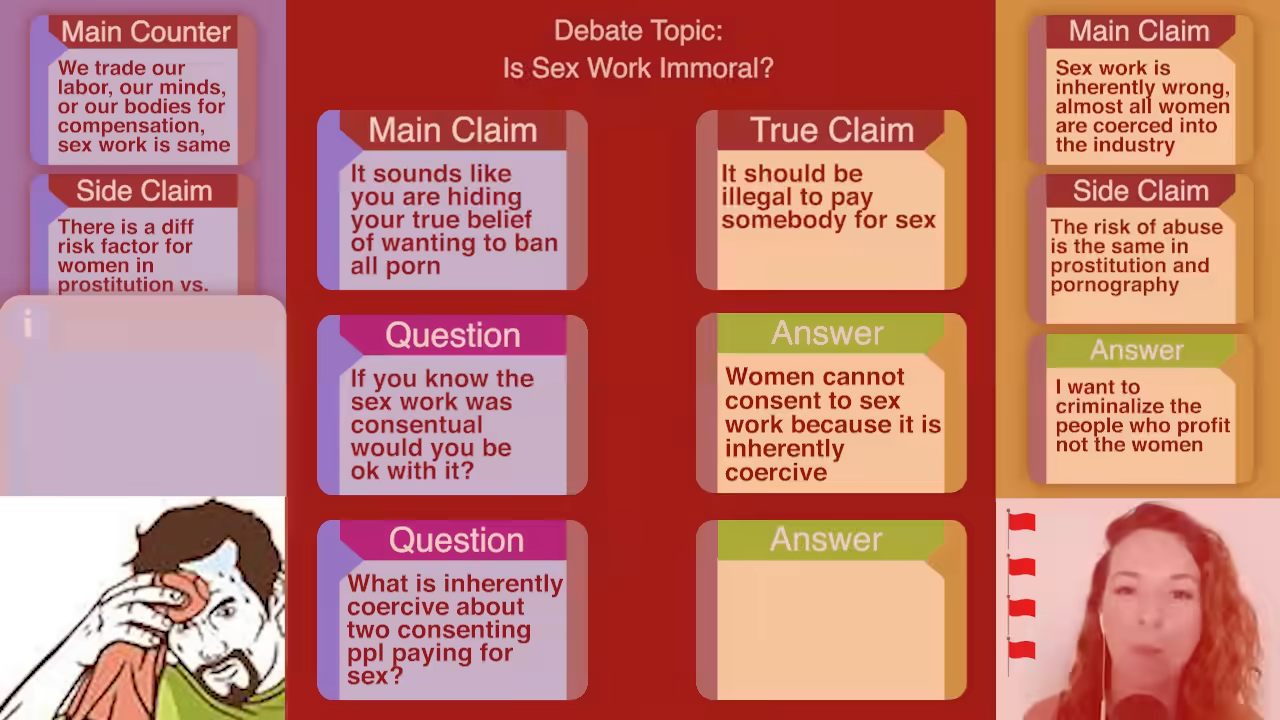 Main Counter
We trade our
labor, our minds,
or our bodies for
compensation,
sex work is same
Side Claim
There is a diff
risk factor for
women in
prostitution vs.
i
Debate Topic:
Is Sex Work Immoral?
Main Claim
It sounds like
you are hiding
your true belief
of wanting to ban
all porn
True Claim
It should be
illegal to pay
somebody for sex
Question
If you know the
sex work was
consentual
would you be
ok with it?
Answer
Women cannot
consent to sex
work because it is
inherently
coercive
Question
What is inherently
coercive about
two consenting
ppl paying for
sex?
Answer
Main Claim
Sex work is
inherently wrong,
almost all women
are coerced into
the industry
Side Claim
The risk of abuse
is the same in
prostitution and
pornography
Answer
I want to
criminalize the
people who profit
not the women